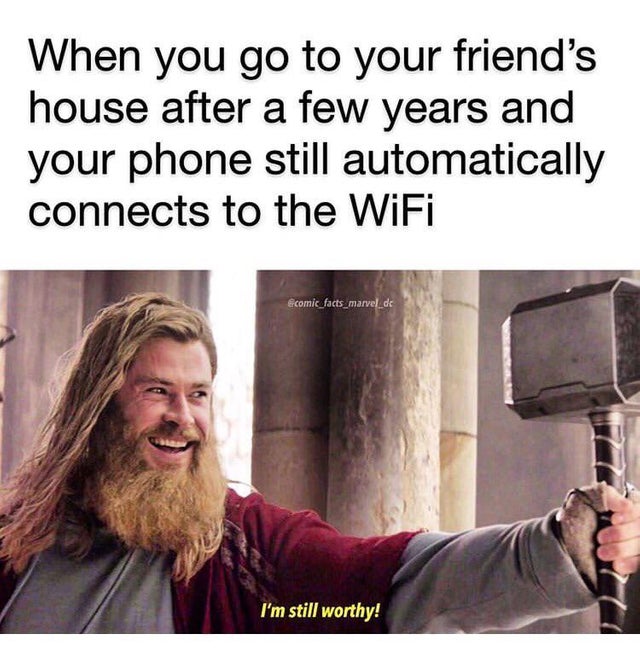 When you go to your friend's
house after a few years and
your phone still automatically
connects to the WiFi
@comic_facts_marvel_dc
I'm still worthy!